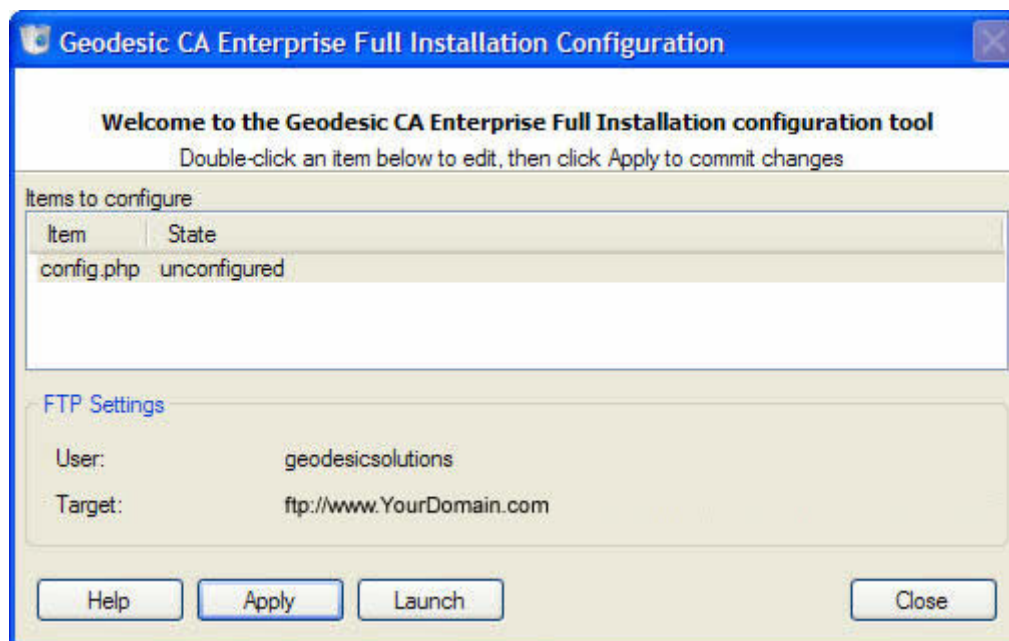 Geodesic CA Enterprise Full Installation Configuration
Welcome to the Geodesic CA Enterprise Full Installation configuration tool
Double-click an item below to edit, then click Apply to commit changes
Items to configure
Item State
config.php unconfigured
FTP Settings
User: geodesicsolutions
Target: ftp://www.YourDomain.com
Help Apply Launch Close